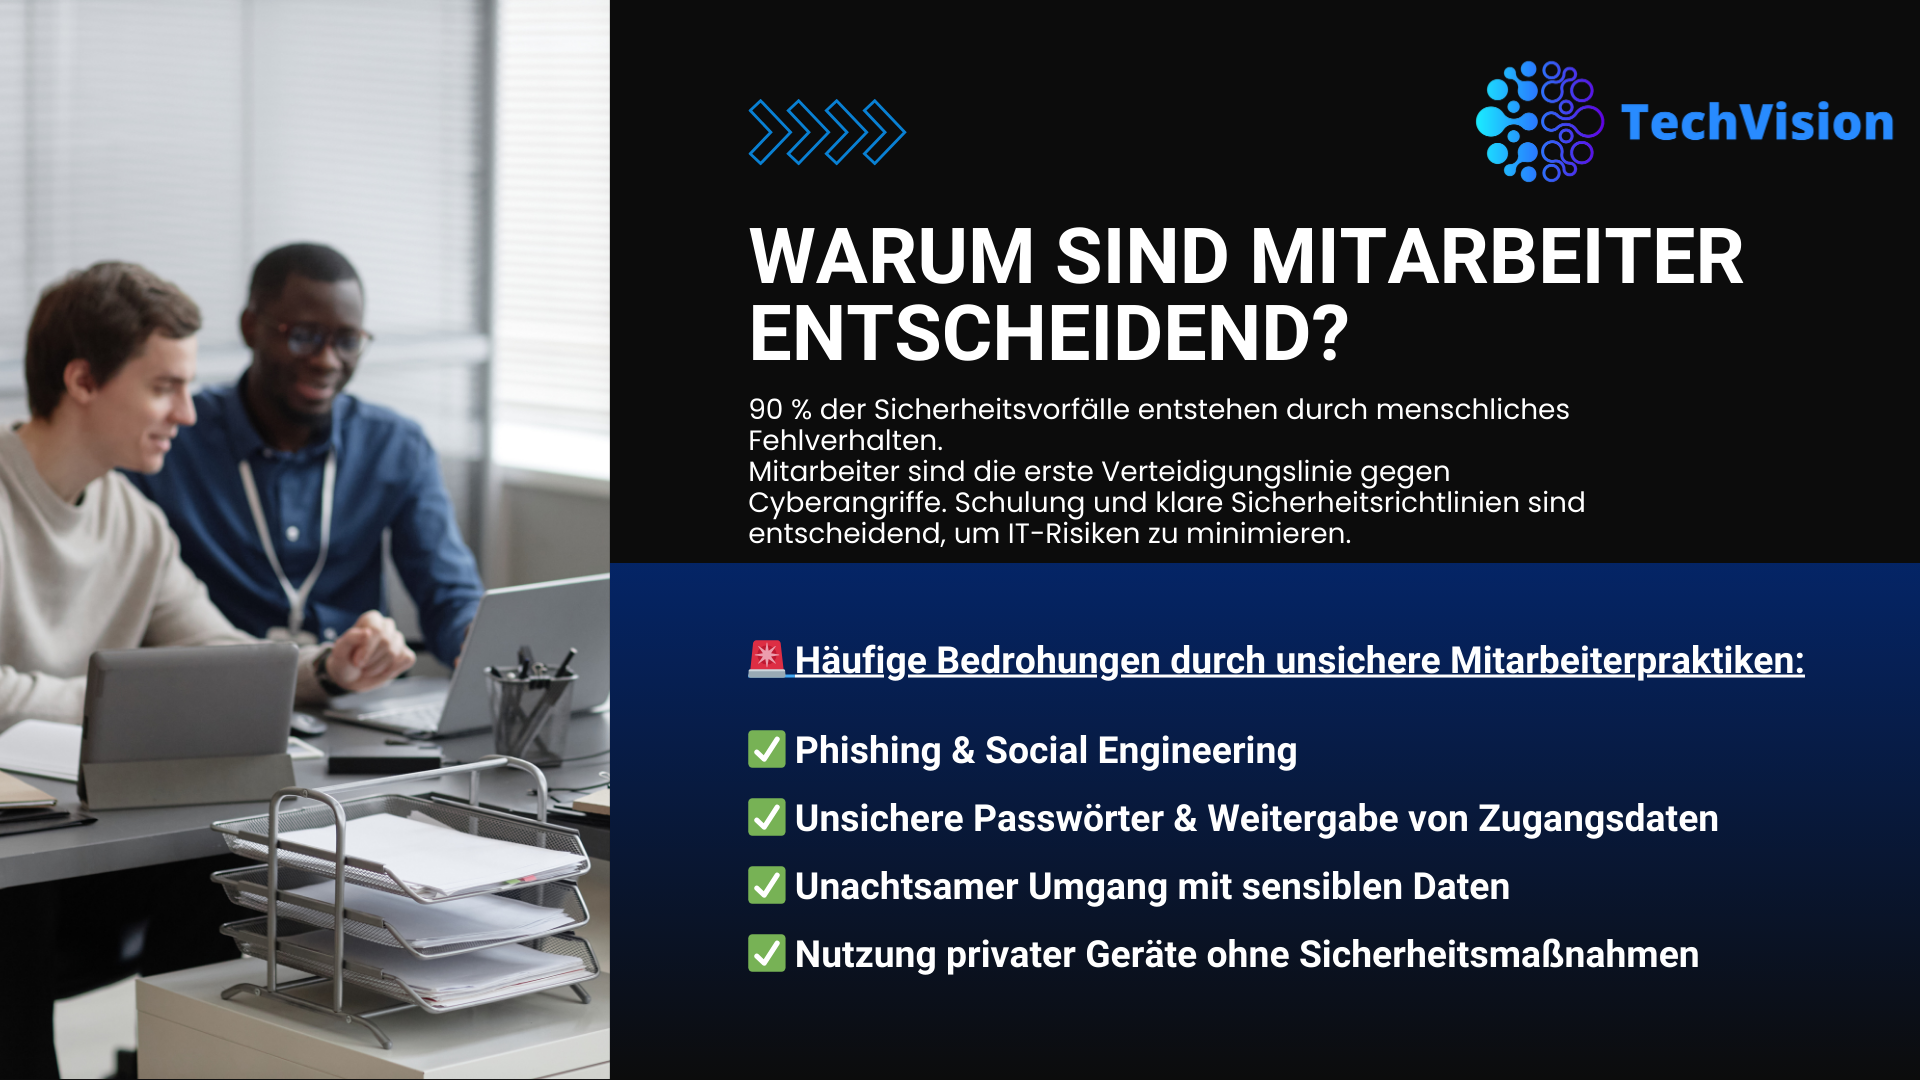 TechVision
WARUM SIND MITARBEITER
ENTSCHEIDEND?
90 % der Sicherheitsvorfälle entstehen durch menschliches
Fehlverhalten.
Mitarbeiter sind die erste Verteidigungslinie gegen
Cyberangriffe. Schulung und klare Sicherheitsrichtlinien sind
entscheidend, um IT-Risiken zu minimieren.
🚨 Häufige Bedrohungen durch unsichere Mitarbeiterpraktiken:
✅ Phishing & Social Engineering
✅ Unsichere Passwörter & Weitergabe von Zugangsdaten
✅ Unachtsamer Umgang mit sensiblen Daten
✅ Nutzung privater Geräte ohne Sicherheitsmaßnahmen